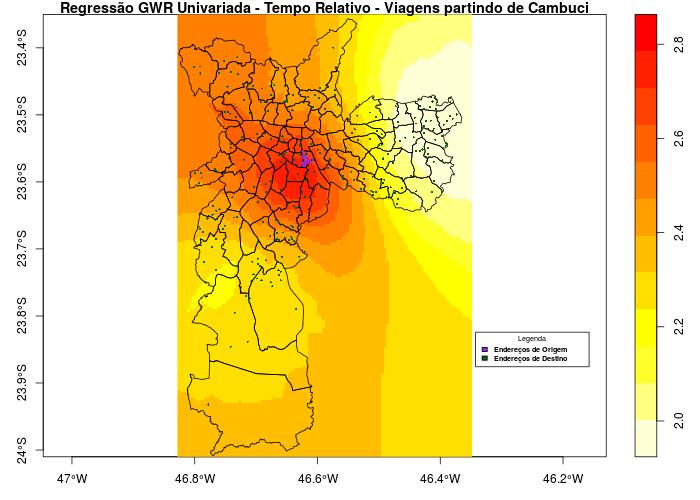 Regressão GWR Univariada - Tempo Relativo - Viagens partindo de Cambuci
23.4°S
23.5°S
23.6°S
23.7°S
23.8°S
23.9°S
24°S
47°W
46.8°W
46.6°W
46.4°W
46.2°W
Legenda
Endereços de Origem
Endereços de Destino
2.8
2.6
2.4
2.2
2.0